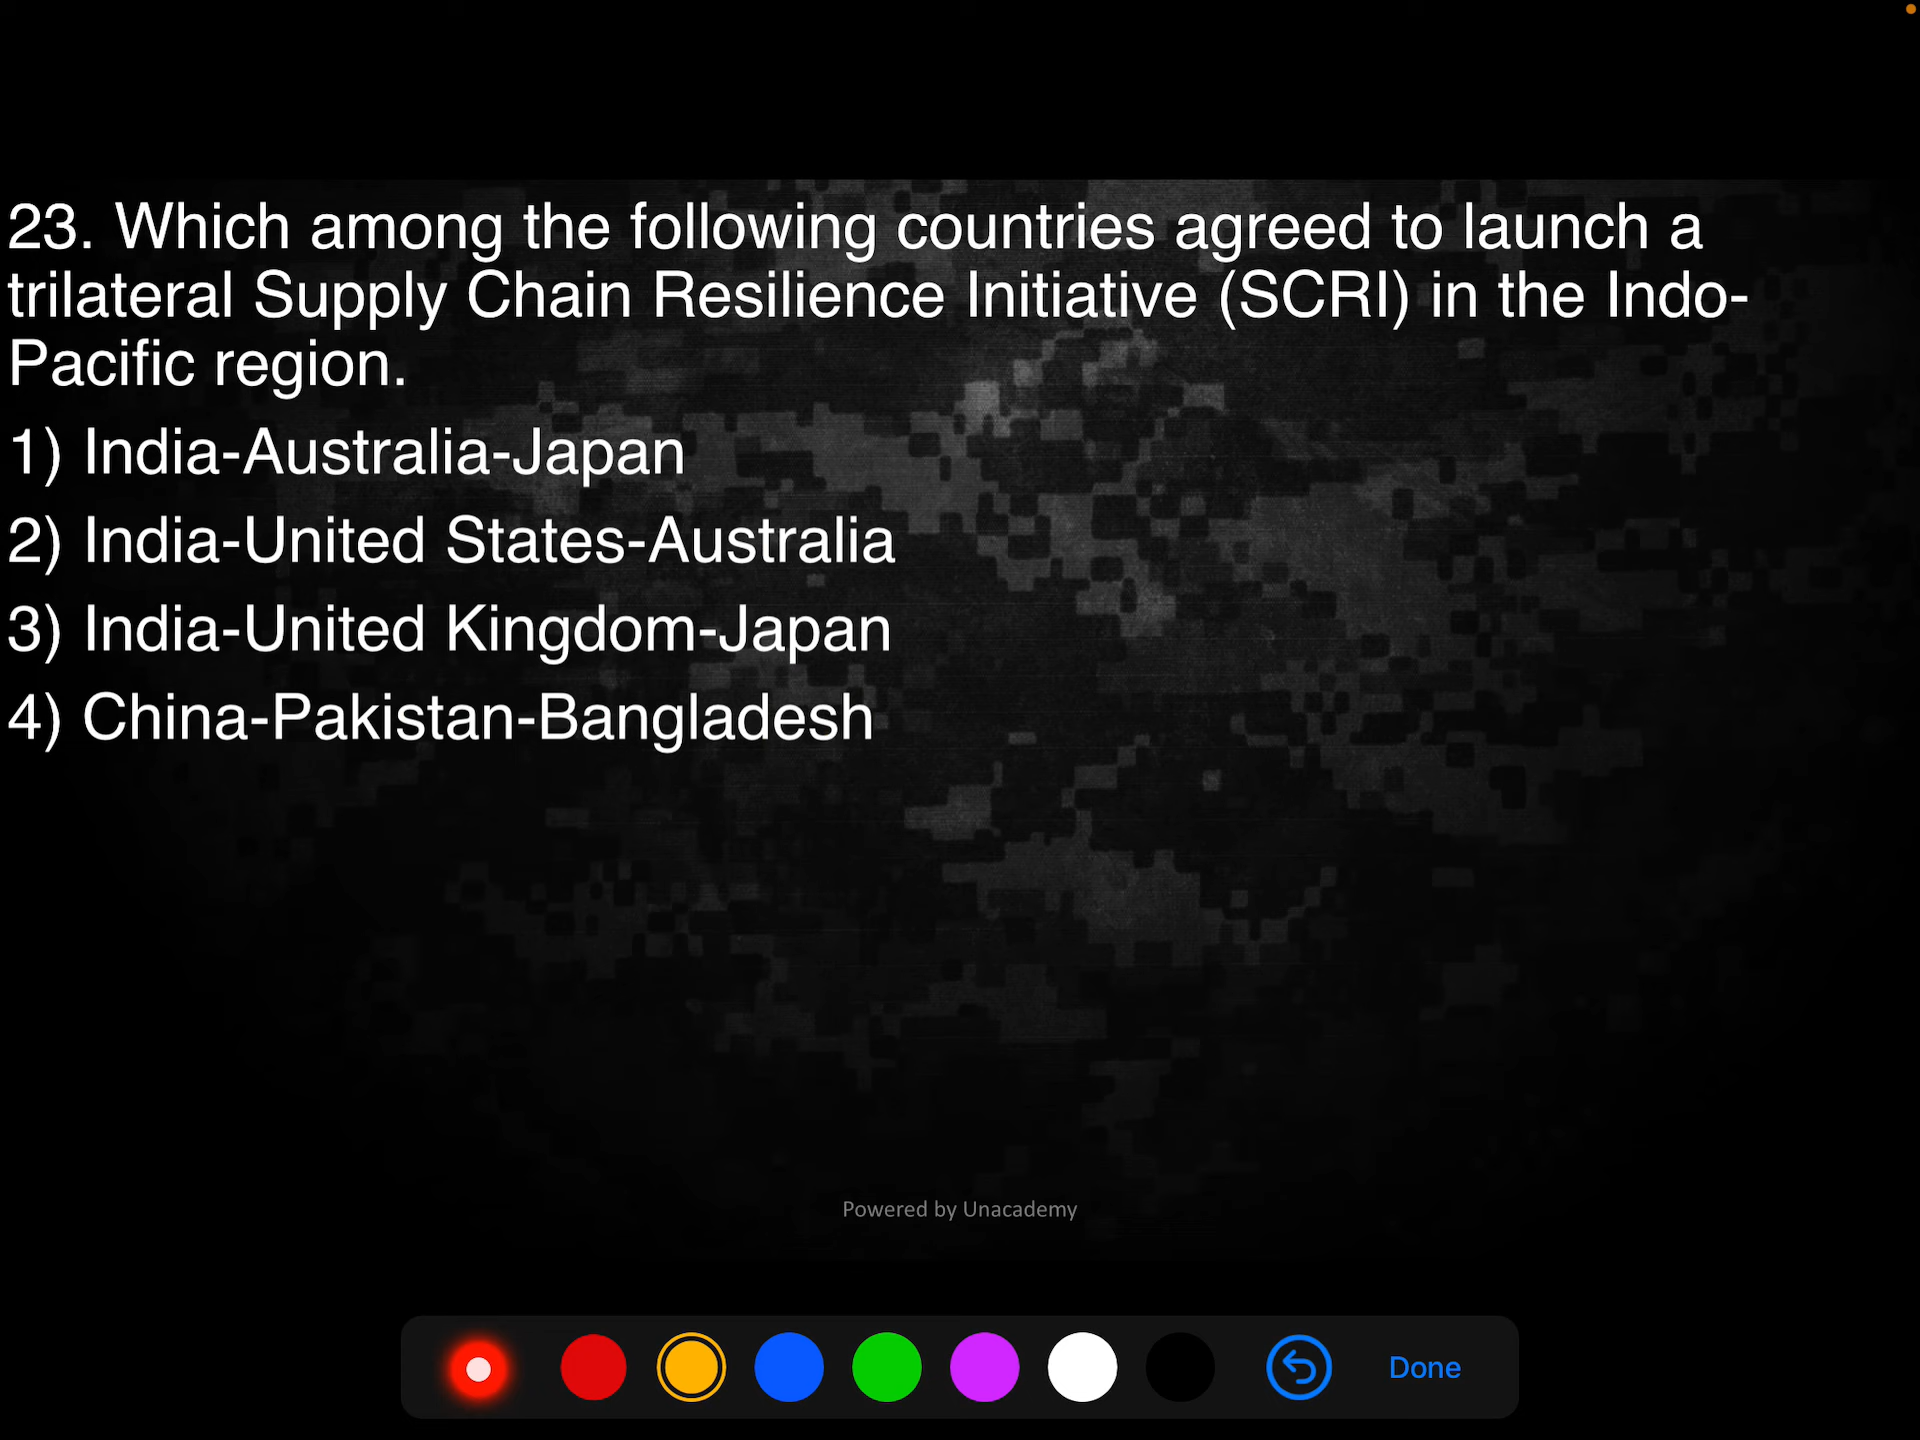 23. Which among the following countries agreed to launch a
trilateral Supply Chain Resilience Initiative (SCRI) in the Indo-
Pacific region.
1) India-Australia-Japan
2) India-United States-Australia
3) India-United Kingdom-Japan
4) China-Pakistan-Bangladesh
Powered by Unacademy
Done